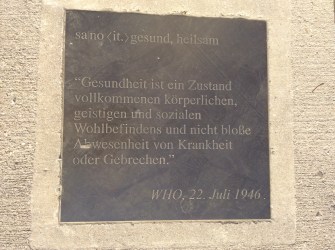 sano ⟨it.⟩ gesund, heilsam
"Gesundheit ist ein Zustand
vollkommenen körperlichen,
geistigen und sozialen
Wohlbefindens und nicht bloße
Abwesenheit von Krankheit
oder Gebrechen."
WHO, 22. Juli 1946